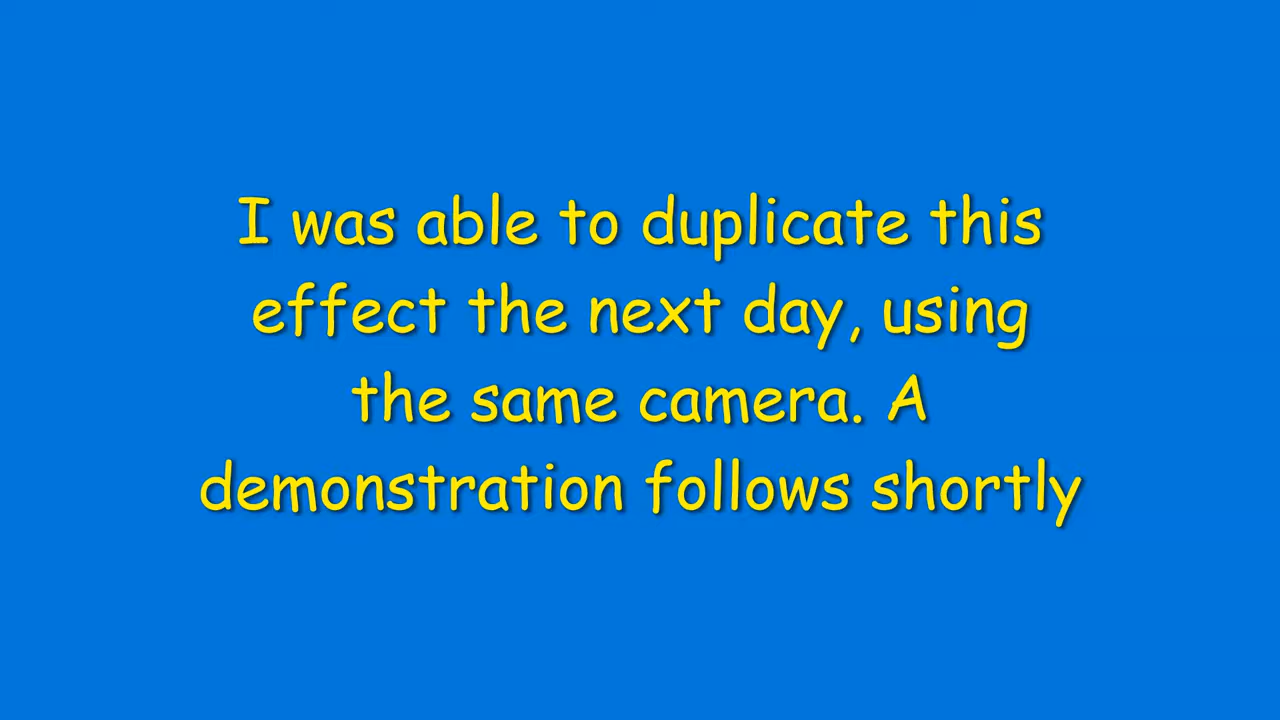 I was able to duplicate this
effect the next day, using
the same camera. A
demonstration follows shortly